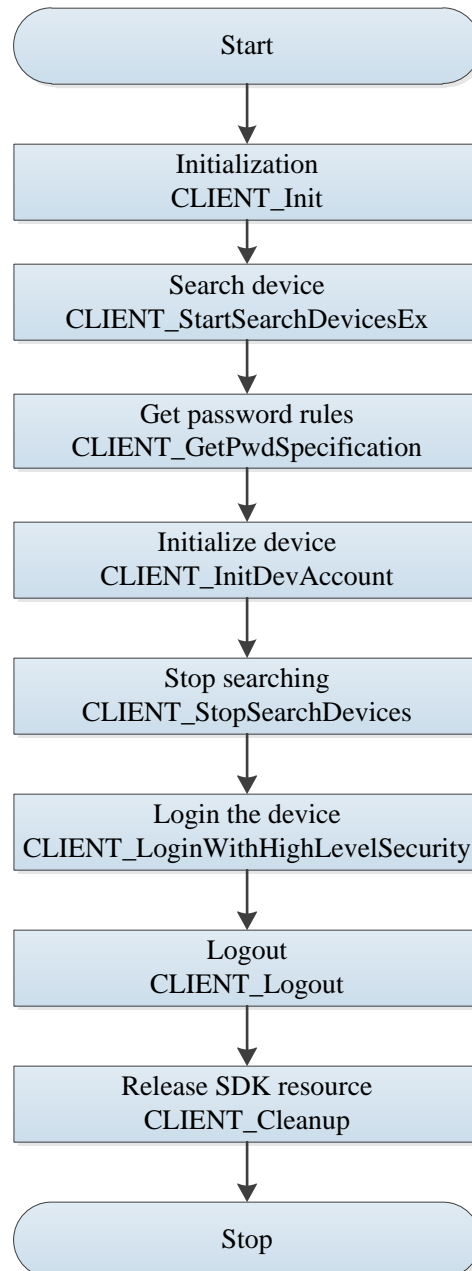 Start
Initialization
CLIENT_Init
Search device
CLIENT_StartSearchDevicesEx
Get password rules
CLIENT_GetPwdSpecification
Initialize device
CLIENT_InitDevAccount
Stop searching
CLIENT_StopSearchDevices
Login the device
CLIENT_LoginWithHighLevelSecurity
Logout
CLIENT_Logout
Release SDK resource
CLIENT_Cleanup
Stop